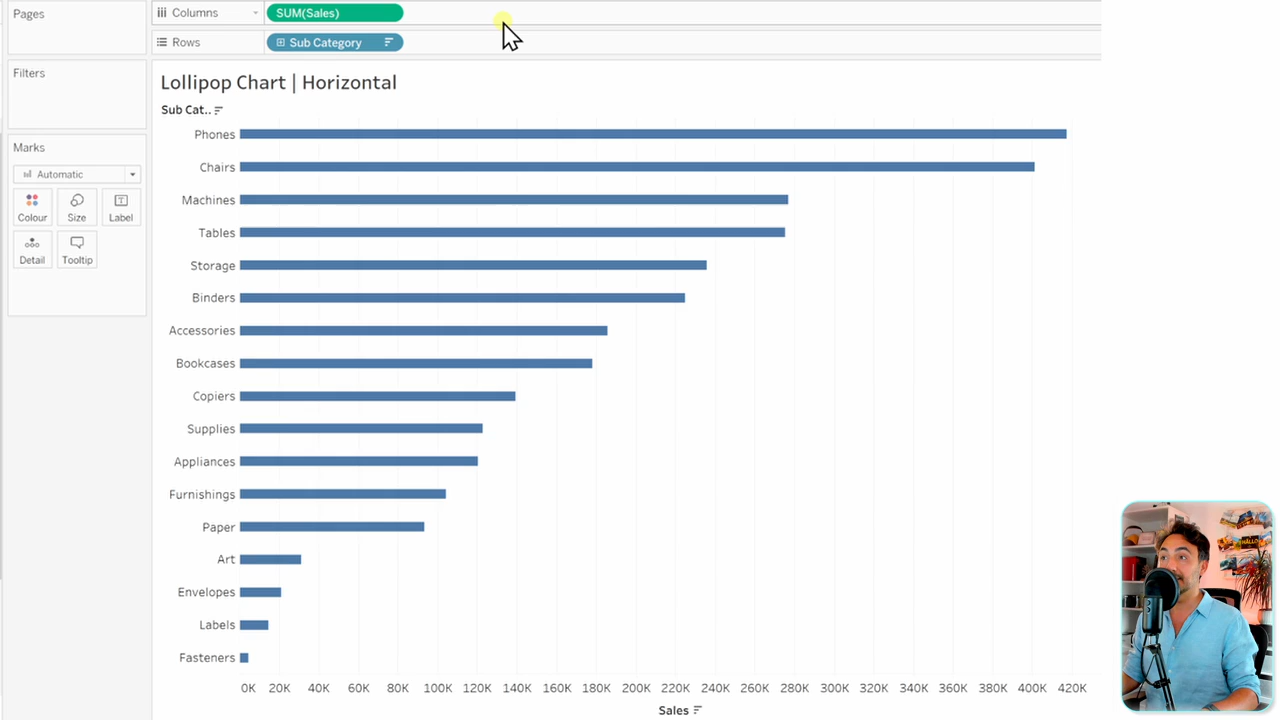 Pages
Columns
SUM(Sales)
Rows
Sub Category
Filters
Lollipop Chart | Horizontal
Sub Cat..
Marks
Automatic
Colour
Size
Label
Detail
Tooltip
Phones
Chairs
Machines
Tables
Storage
Binders
Accessories
Bookcases
Copiers
Supplies
Appliances
Furnishings
Paper
Art
Envelopes
Labels
Fasteners
0K 20K 40K 60K 80K 100K 120K 140K 160K 180K 200K 220K 240K 260K 280K 300K 320K 340K 360K 380K 400K 420K
Sales